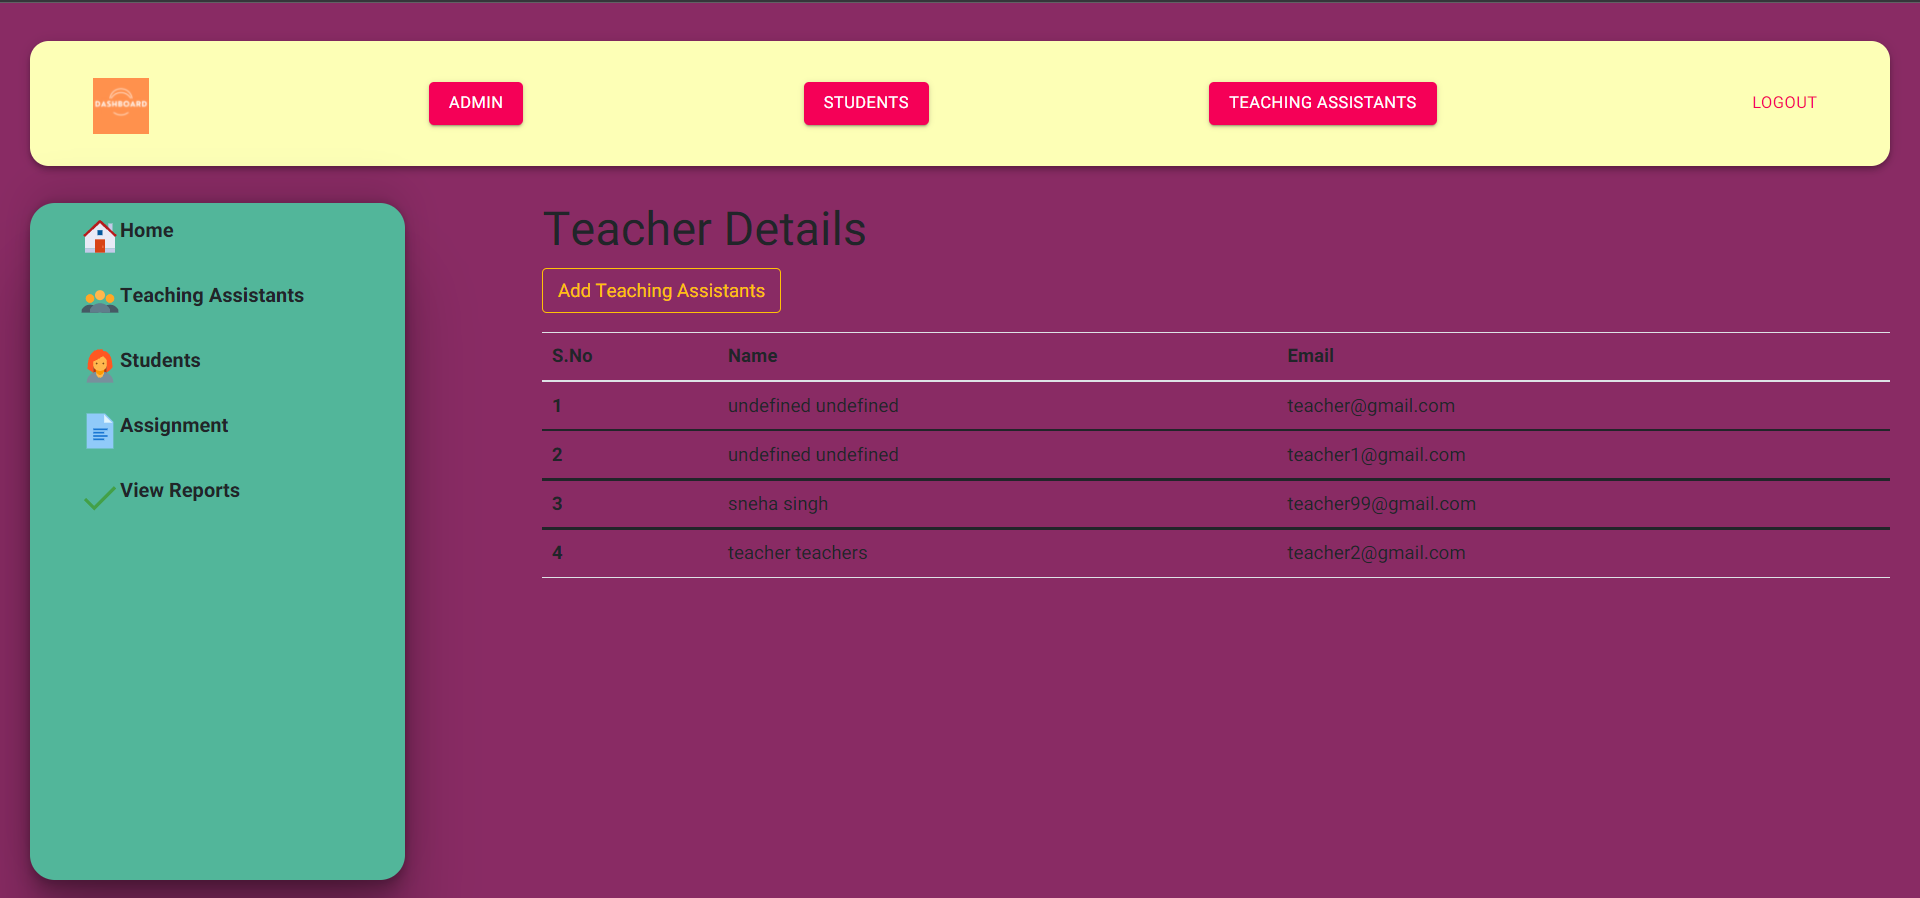 DASHBOARD
ADMIN
STUDENTS
TEACHING ASSISTANTS
LOGOUT
Home
Teaching Assistants
Students
Assignment
View Reports
Teacher Details
Add Teaching Assistants
S.No Name Email
1 undefined undefined teacher@gmail.com
2 undefined undefined teacher1@gmail.com
3 sneha singh teacher99@gmail.com
4 teacher teachers teacher2@gmail.com